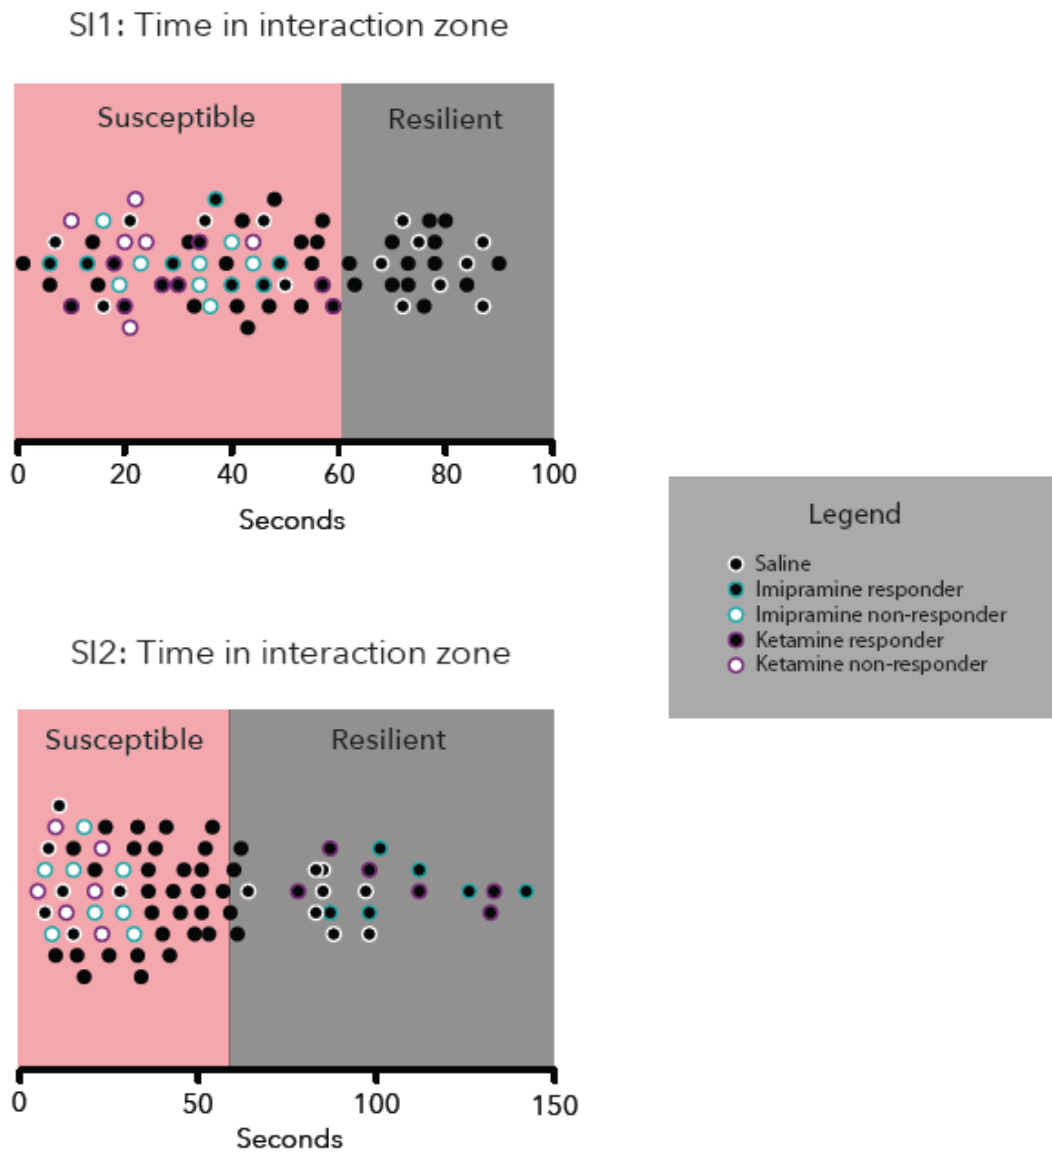 SI1: Time in interaction zone
Susceptible
Resilient
0 20 40 60 80 100
Seconds
Legend
Saline
Imipramine responder
Imipramine non-responder
Ketamine responder
Ketamine non-responder
SI2: Time in interaction zone
Susceptible
Resilient
0 50 100 150
Seconds